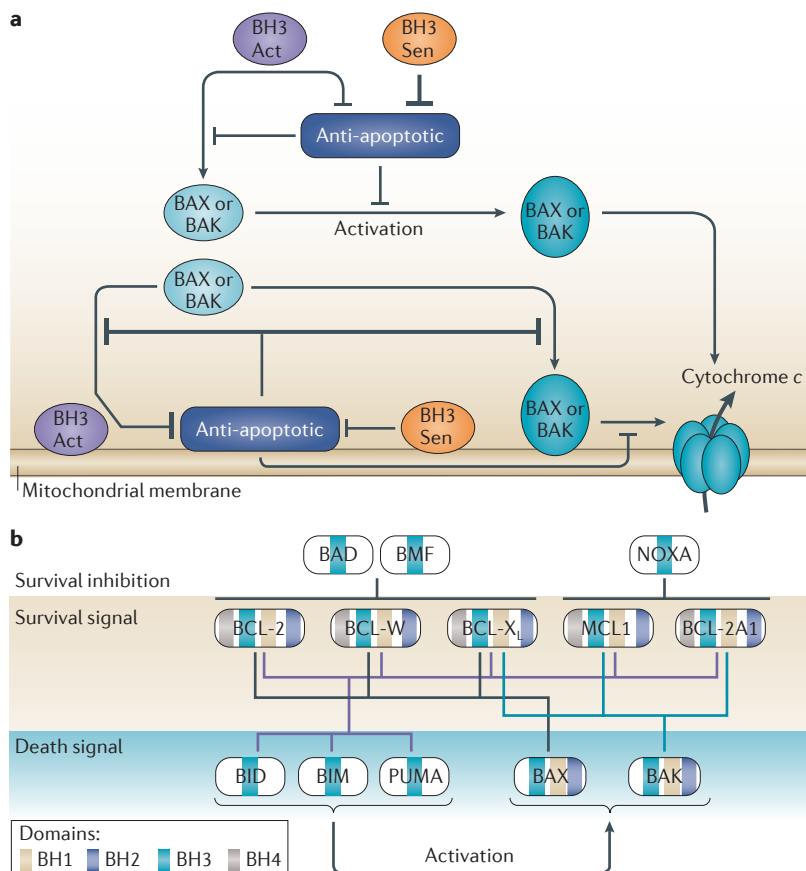 a
BH3
Act
BH3
Sen
Anti-apoptotic
BAX or
BAK
Activation
BAX or
BAK
BAX or
BAK
Cytochrome c
BH3
Act
Anti-apoptotic
BH3
Sen
BAX or
BAK
Mitochondrial membrane
b
BAD
BMF
NOXA
Survival inhibition
Survival signal
BCL-2
BCL-W
BCL-XL
MCL1
BCL-2A1
Death signal
BID
BIM
PUMA
BAX
BAK
Domains:
BH1
BH2
BH3
BH4
Activation